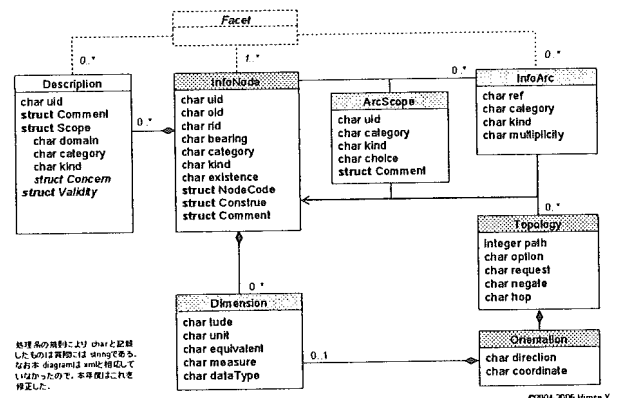 Facet
0..*
1..*
0..*
Description
char uid
struct Comment
struct Scope
char domain
char category
char kind
struct Concern
struct Validity
0..*
InfoNode
char uid
char oid
char rid
char bearing
char category
char kind
char existence
struct NodeCode
struct Construe
struct Comment
ArcScope
char uid
category
char kind
char choice
struct Comment
0..*
InfoArc
char ref
char category
char kind
char multiplicity
0..*
Topology
integer path
char option
char request
char negate
char hop
0..*
Dimension
char tude
char unit
char equivalent
char measure
char dataType
0..1
Orientation
char direction
char coordinate
処理系の規則により charと記載
したものは実際には stringである。
なお本 diagramは xmlと相応して
いなかったので、本年度はこれを
修正した。